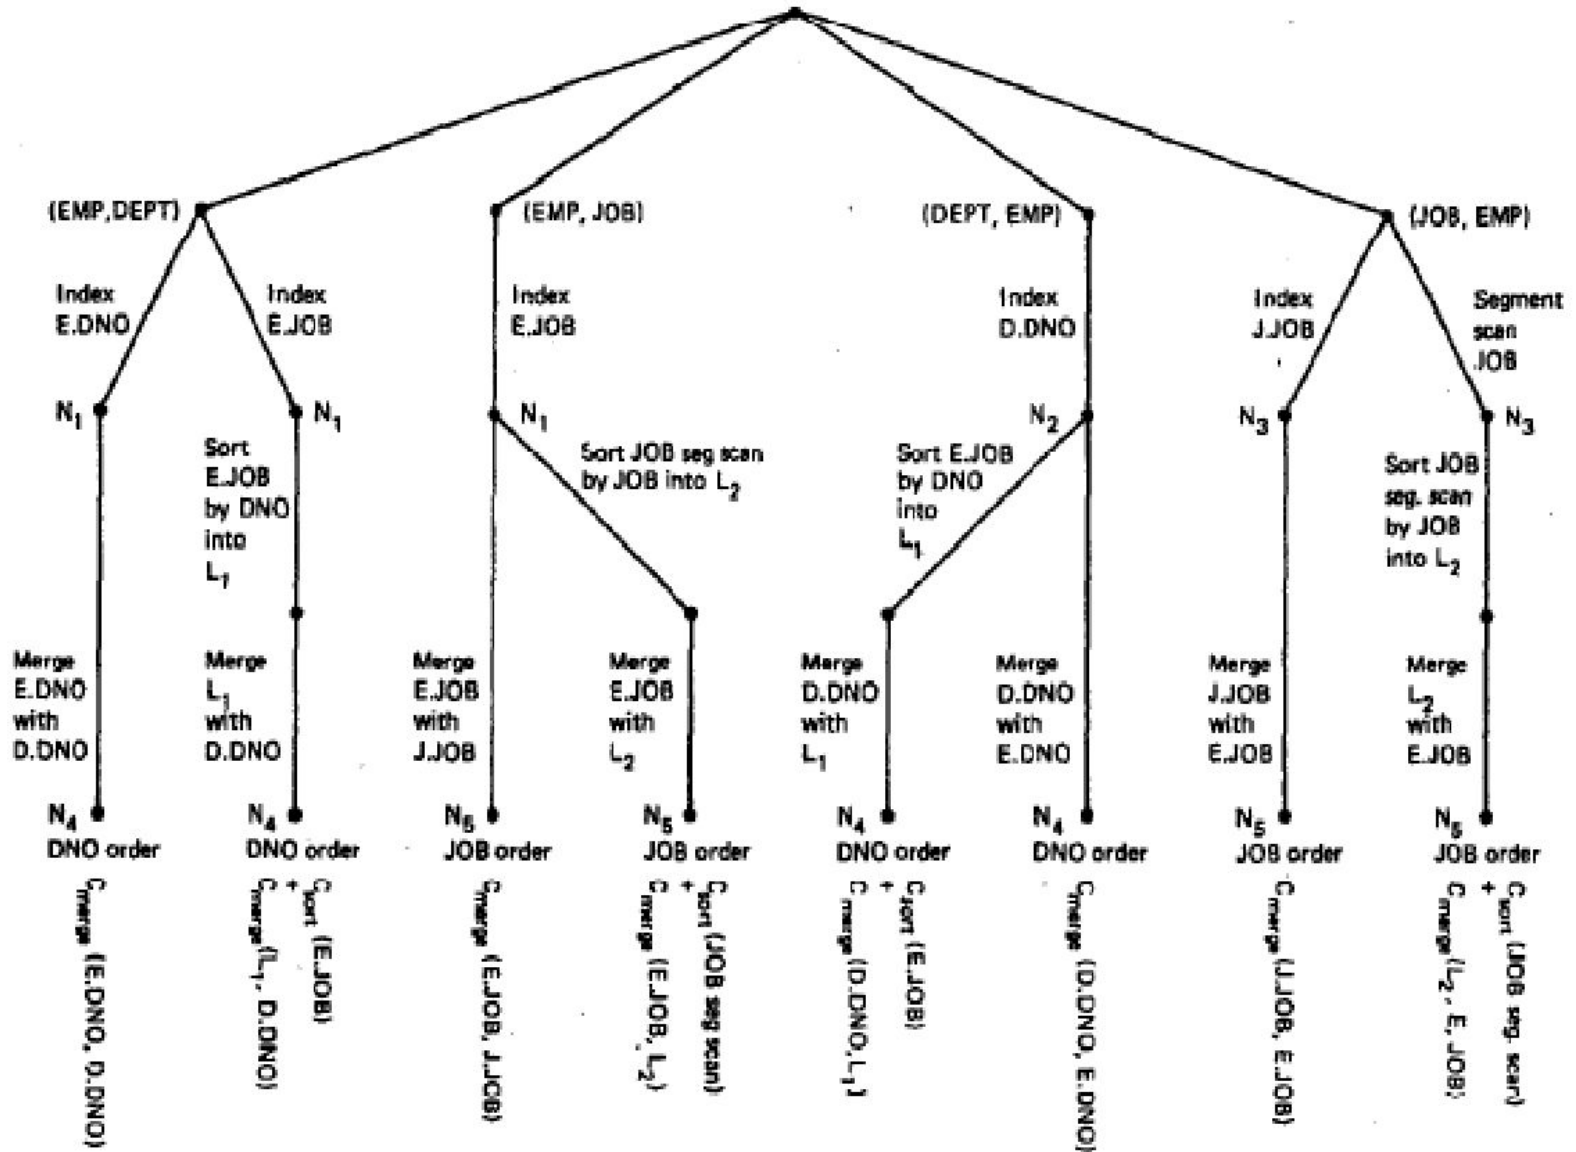 (EMP,DEPT)
(EMP, JOB)
(DEPT, EMP)
(JOB, EMP)
Index
E.DNO
Index
E.JOB
Index
E.JOB
Index
D.DNO
Index
J.JOB
Segment
scan
JOB
N1
N1
N1
N2
N3
N3
Sort
E.JOB
by DNO
into
L1
Sort JOB seg scan
by JOB into L2
Sort E.JOB
by DNO
into
L1
Sort JOB
seg. scan
by JOB
into L2
Merge
E.DNO
with
D.DNO
Merge
L1
with
D.DNO
Merge
E.JOB
with
J.JOB
Merge
E.JOB
with
L2
Merge
D.DNO
with
L1
Merge
D.DNO
with
E.DNO
Merge
J.JOB
with
E.JOB
Merge
L2
with
E.JOB
N4
DNO order
N4
DNO order
N5
JOB order
N5
JOB order
N4
DNO order
N4
DNO order
N5
JOB order
N5
JOB order
Cmerge (E.DNO, D.DNO)
Csort (E.JOB)
+
Cmerge (L1, D.DNO)
Cmerge (E.JOB, J.JOB)
Csort (JOB seg scan)
+
Cmerge (E.JOB, L2)
Csort (E.JOB)
+
Cmerge (D.DNO, L1)
Cmerge (D.DNO, E.DNO)
Cmerge (J.JOB, E.JOB)
Csort (JOB seg. scan)
+
Cmerge (L2, E, JOB)